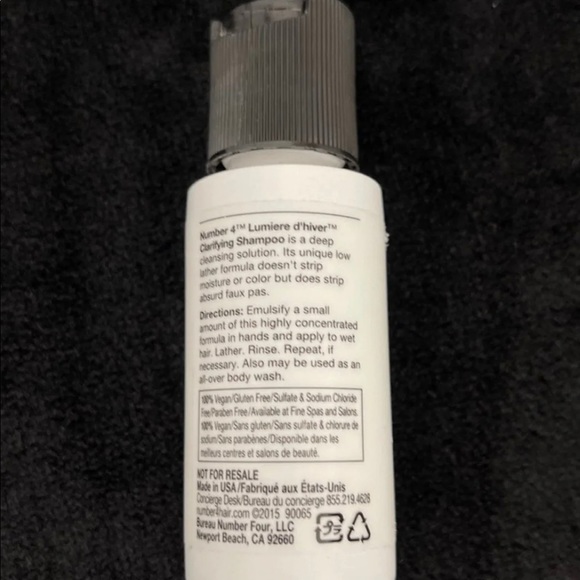 Number 4™ Lumiere d'hiver™
Clarifying Shampoo is a deep
cleansing solution. Its unique low
lather formula doesn't strip
moisture or color but does strip
absurd faux pas.
Directions: Emulsify a small
amount of this highly concentrated
formula in hands and apply to wet
hair. Lather. Rinse. Repeat, if
necessary. Also may be used as an
all-over body wash.
100% Vegan/Gluten Free/Sulfate & Sodium Chloride
Free/Paraben Free/Available at Fine Spas and Salons.
100% Vegan/Sans gluten/Sans sulfate & chlorure de
sodium/Sans parabènes/Disponible dans les
meilleurs centres et salons de beauté.
NOT FOR RESALE
Made in USA/Fabriqué aux États-Unis
Concierge Desk/Bureau du concierge 855.219.4628
number4hair.com ©2015 90065
Bureau Number Four, LLC
Newport Beach, CA 92660